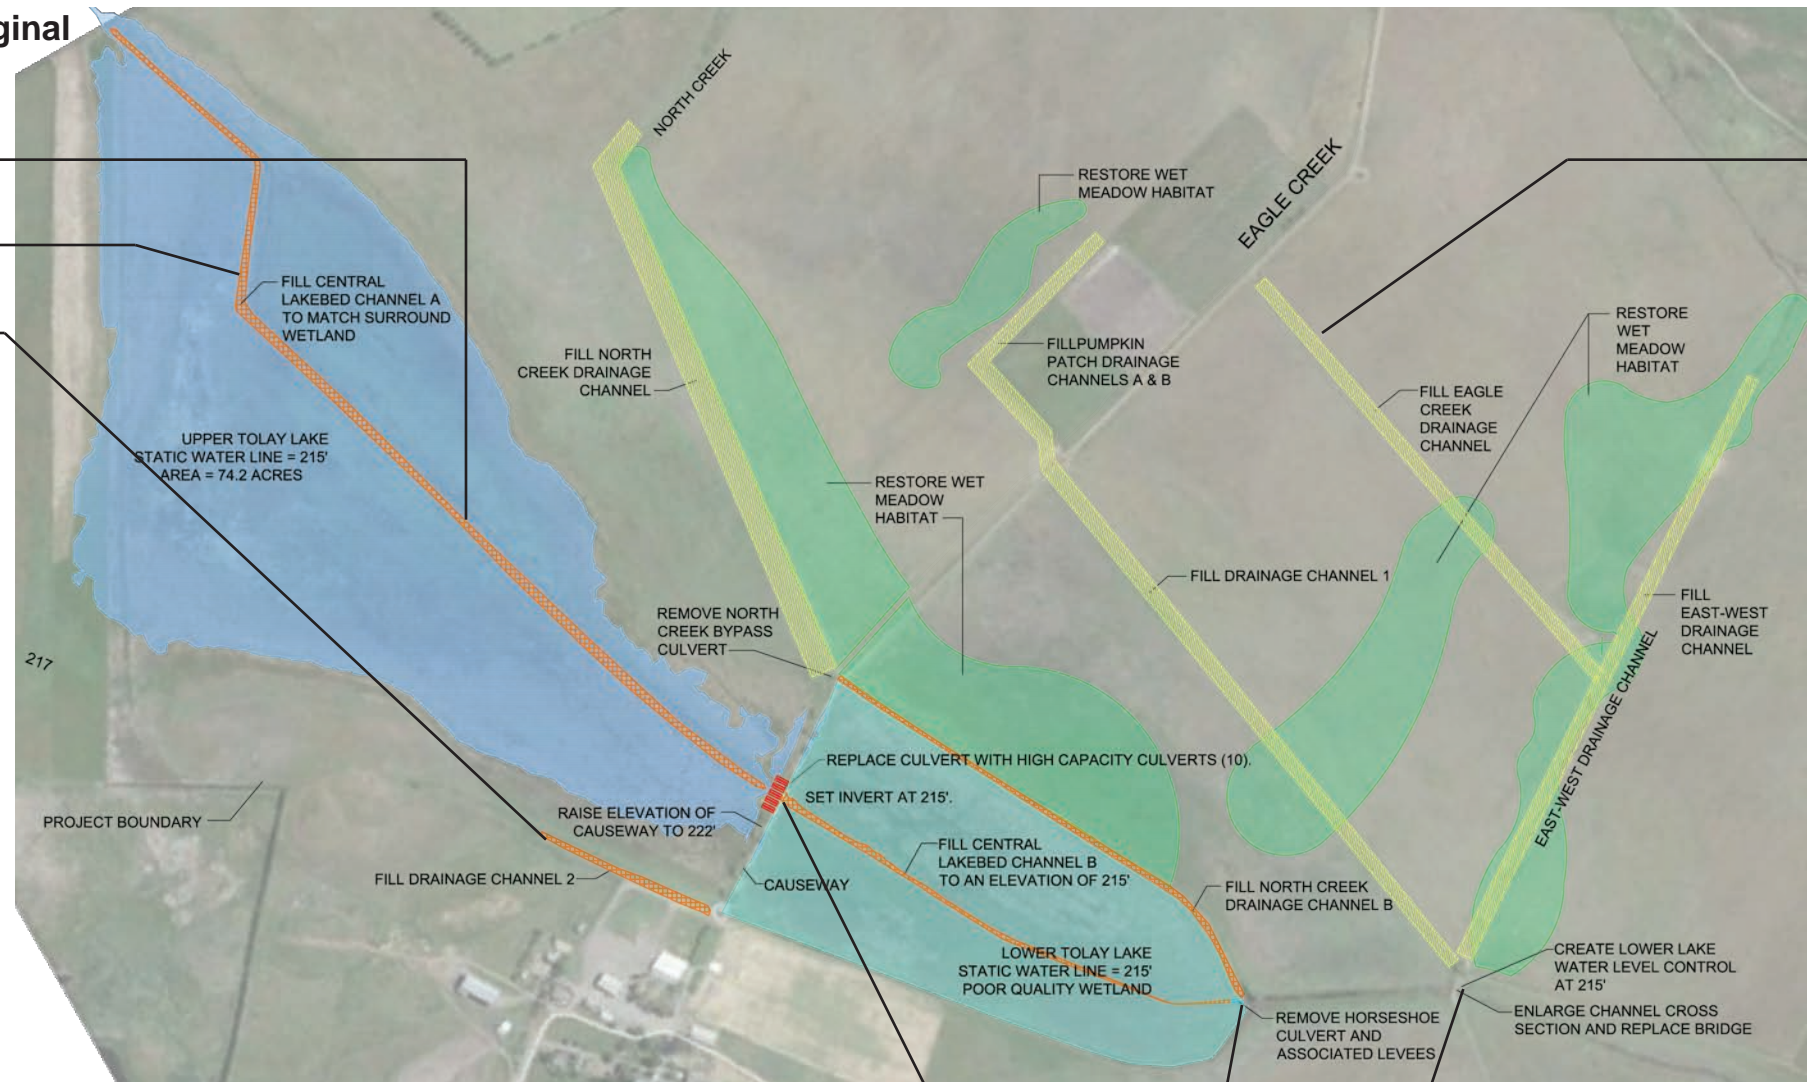 ginal
NORTH CREEK
RESTORE WET
MEADOW HABITAT
EAGLE CREEK
FILL CENTRAL
LAKEBED CHANNEL A
TO MATCH SURROUND
WETLAND
FILL NORTH
CREEK DRAINAGE
CHANNEL
FILLPUMPKIN
PATCH DRAINAGE
CHANNELS A & B
RESTORE
WET
MEADOW
HABITAT
FILL EAGLE
CREEK
DRAINAGE
CHANNEL
UPPER TOLAY LAKE
STATIC WATER LINE = 215'
AREA = 74.2 ACRES
RESTORE WET
MEADOW
HABITAT
FILL DRAINAGE CHANNEL 1
FILL
EAST-WEST
DRAINAGE
CHANNEL
REMOVE NORTH
CREEK BYPASS
CULVERT
217
EAST-WEST DRAINAGE CHANNEL
REPLACE CULVERT WITH HIGH CAPACITY CULVERTS (10).
SET INVERT AT 215'.
PROJECT BOUNDARY
RAISE ELEVATION OF
CAUSEWAY TO 222'
FILL CENTRAL
LAKEBED CHANNEL B
TO AN ELEVATION OF 215'
FILL DRAINAGE CHANNEL 2
CAUSEWAY
FILL NORTH CREEK
DRAINAGE CHANNEL B
LOWER TOLAY LAKE
STATIC WATER LINE = 215'
POOR QUALITY WETLAND
CREATE LOWER LAKE
WATER LEVEL CONTROL
AT 215'
ENLARGE CHANNEL CROSS
SECTION AND REPLACE BRIDGE
REMOVE HORSESHOE
CULVERT AND
ASSOCIATED LEVEES